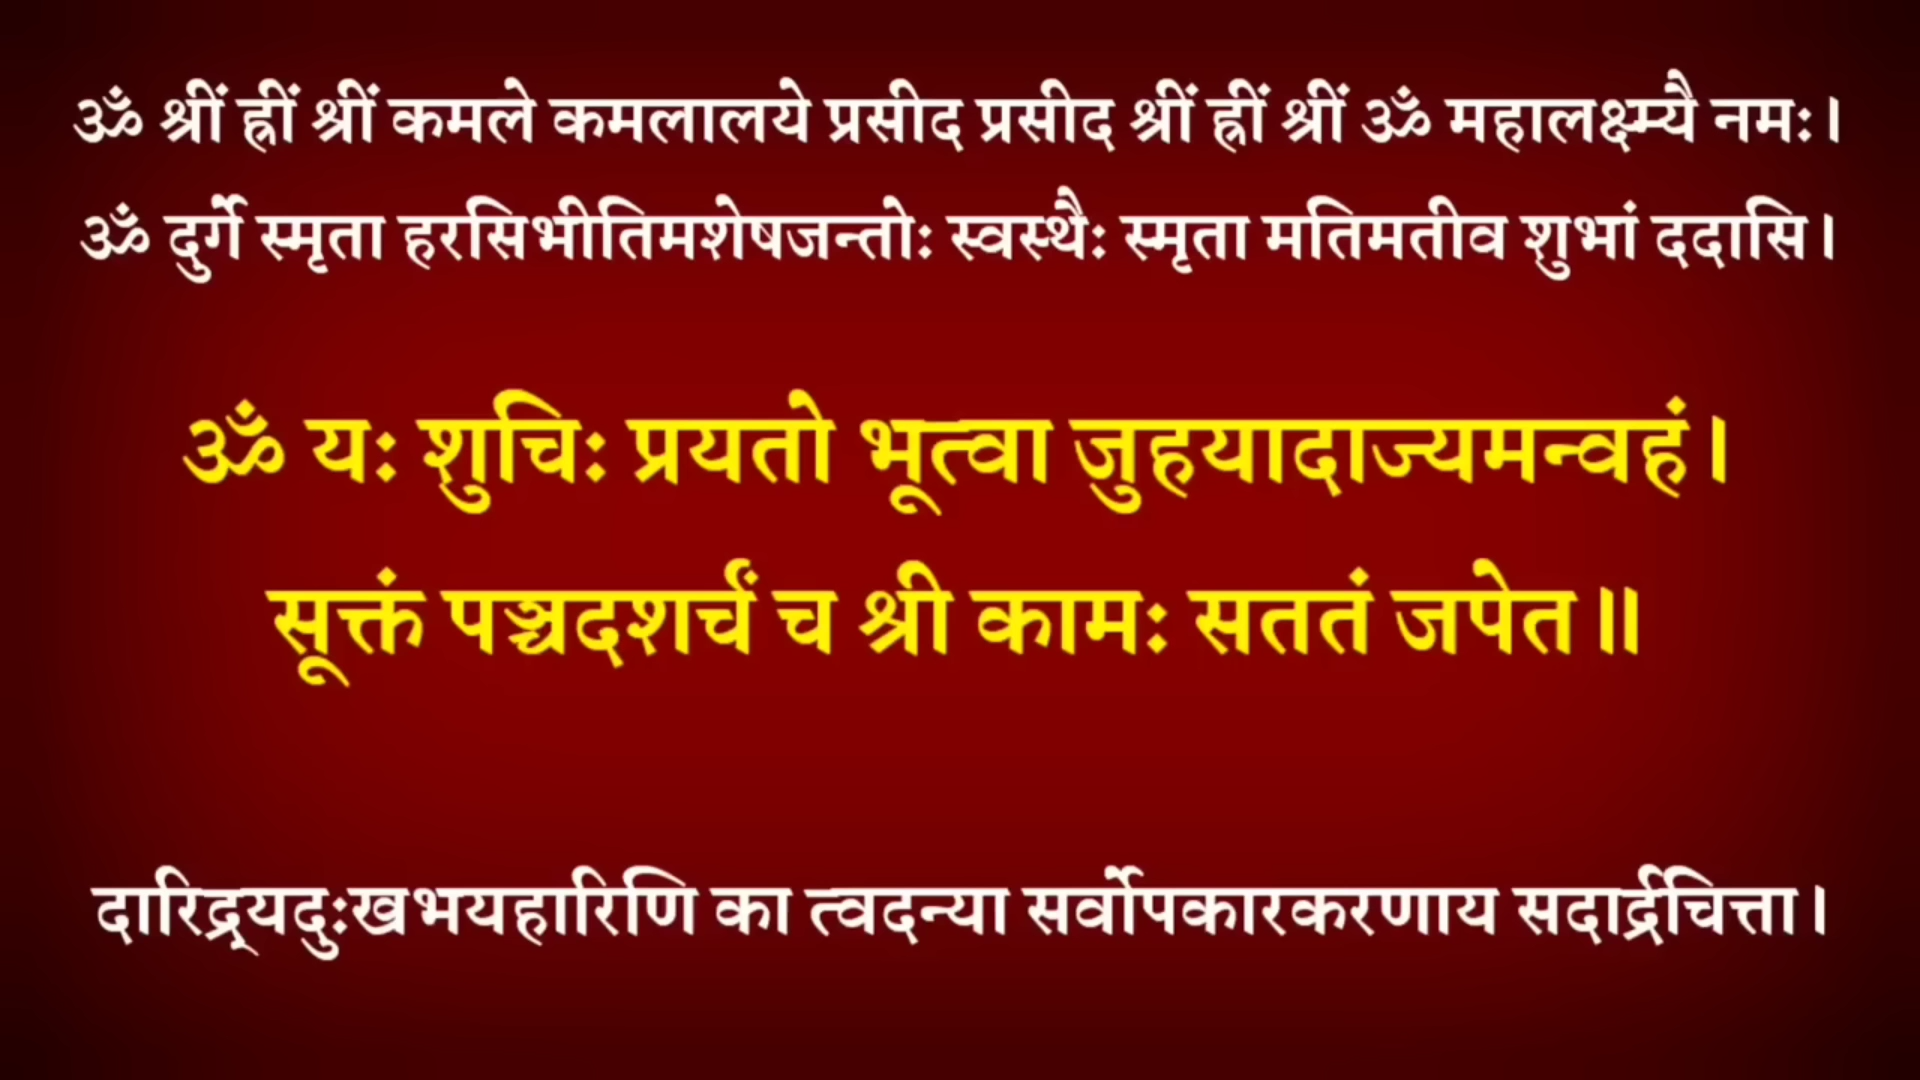 ॐ श्रीं ह्रीं श्रीं कमले कमलालये प्रसीद प्रसीद श्रीं ह्रीं श्रीं ॐ महालक्ष्म्यै नमः।
ॐ दुर्गे स्मृता हरसिभीतिमशेषजन्तोः स्वस्थैः स्मृता मतिमतीव शुभां ददासि।
ॐ यः शुचिः प्रयतो भूत्वा जुहयादाज्यमन्वहं।
सूक्तं पञ्चदशर्चं च श्री कामः सततं जपेत॥
दारिद्र्यदुःखभयहारिणि का त्वदन्या सर्वोपकारकरणाय सदार्द्रचित्ता।